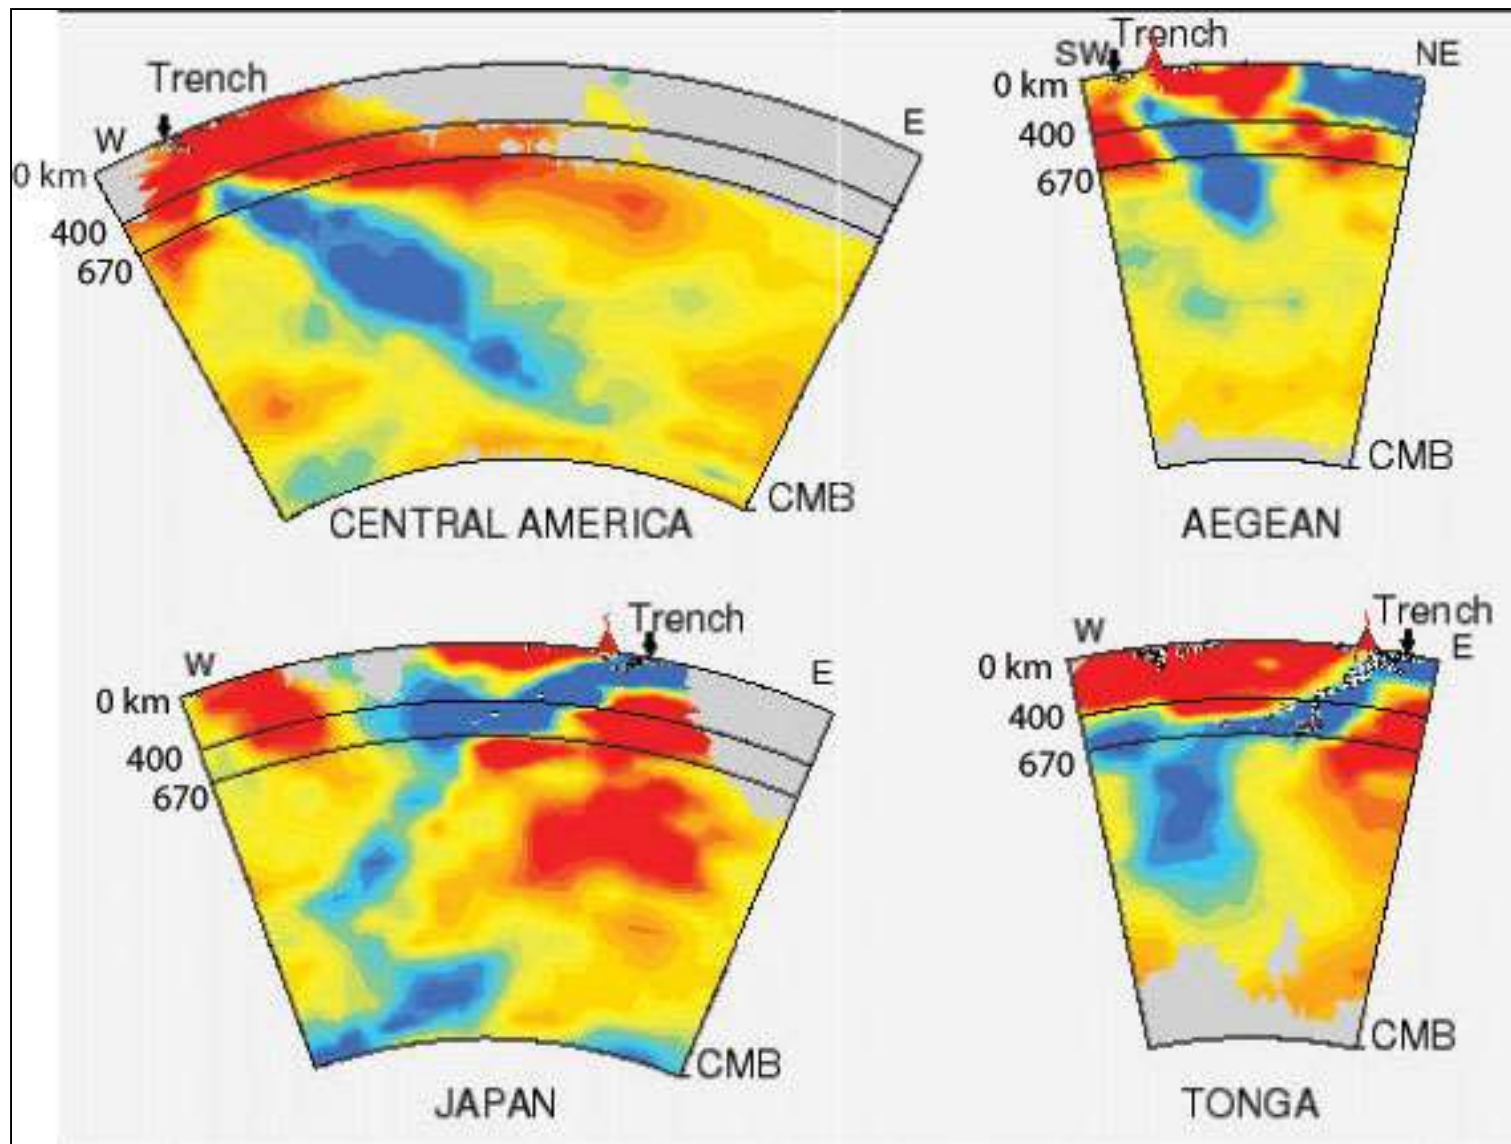 Trench
W
E
0 km
400
670
CMB
CENTRAL AMERICA
Trench
SW
NE
0 km
400
670
CMB
AEGEAN
Trench
W
E
0 km
400
670
CMB
JAPAN
Trench
W
E
0 km
400
670
CMB
TONGA